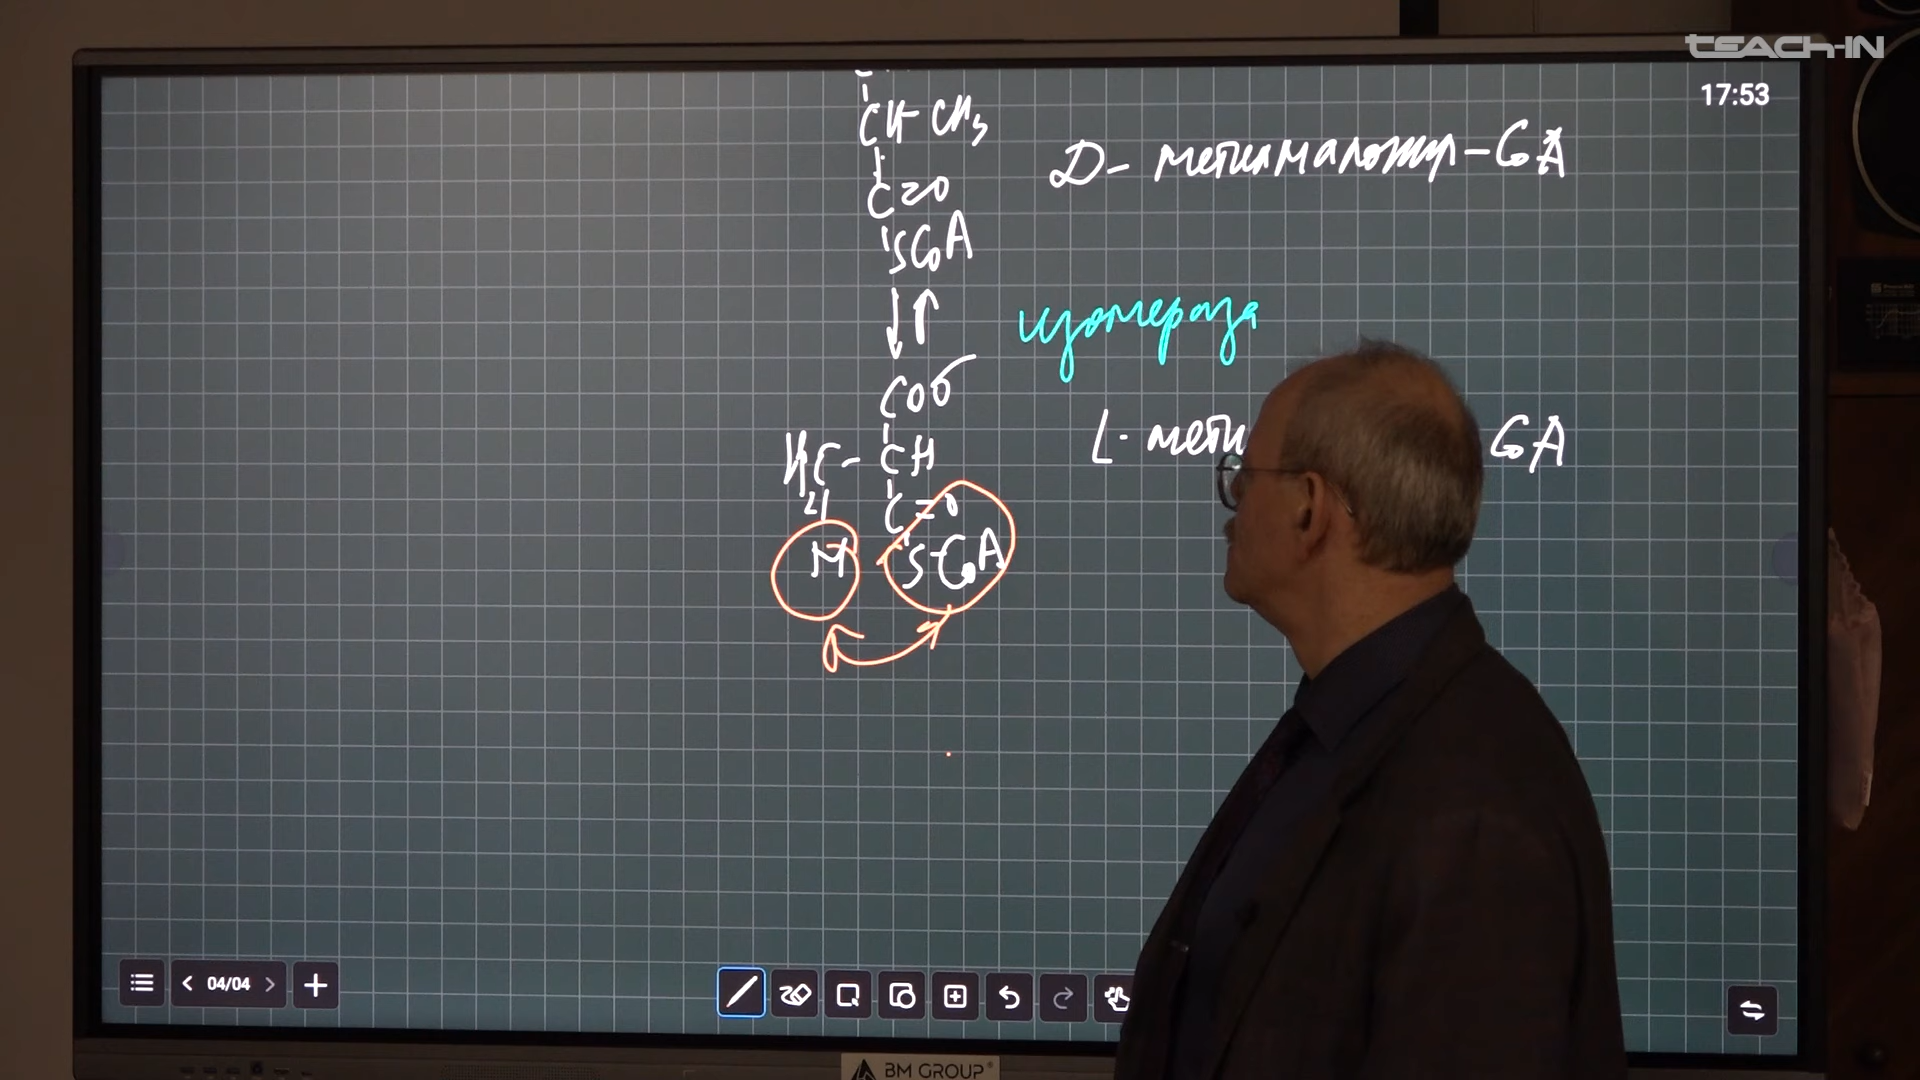 TEACH-IN
17:53
CH-CH3
D- метилмалонил-CoA
C=O
SCoA
изомераза
COO-
L- мети CoA
CH
C=O
H
S-CoA
04/04
BM GROUP